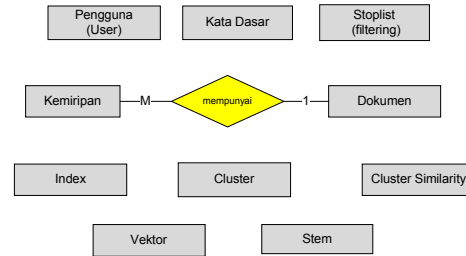 Pengguna
(User)
Kata Dasar
Stoplist
(filtering)
Kemiripan
M
mempunyai
1
Dokumen
Index
Cluster
Cluster Similarity
Vektor
Stem